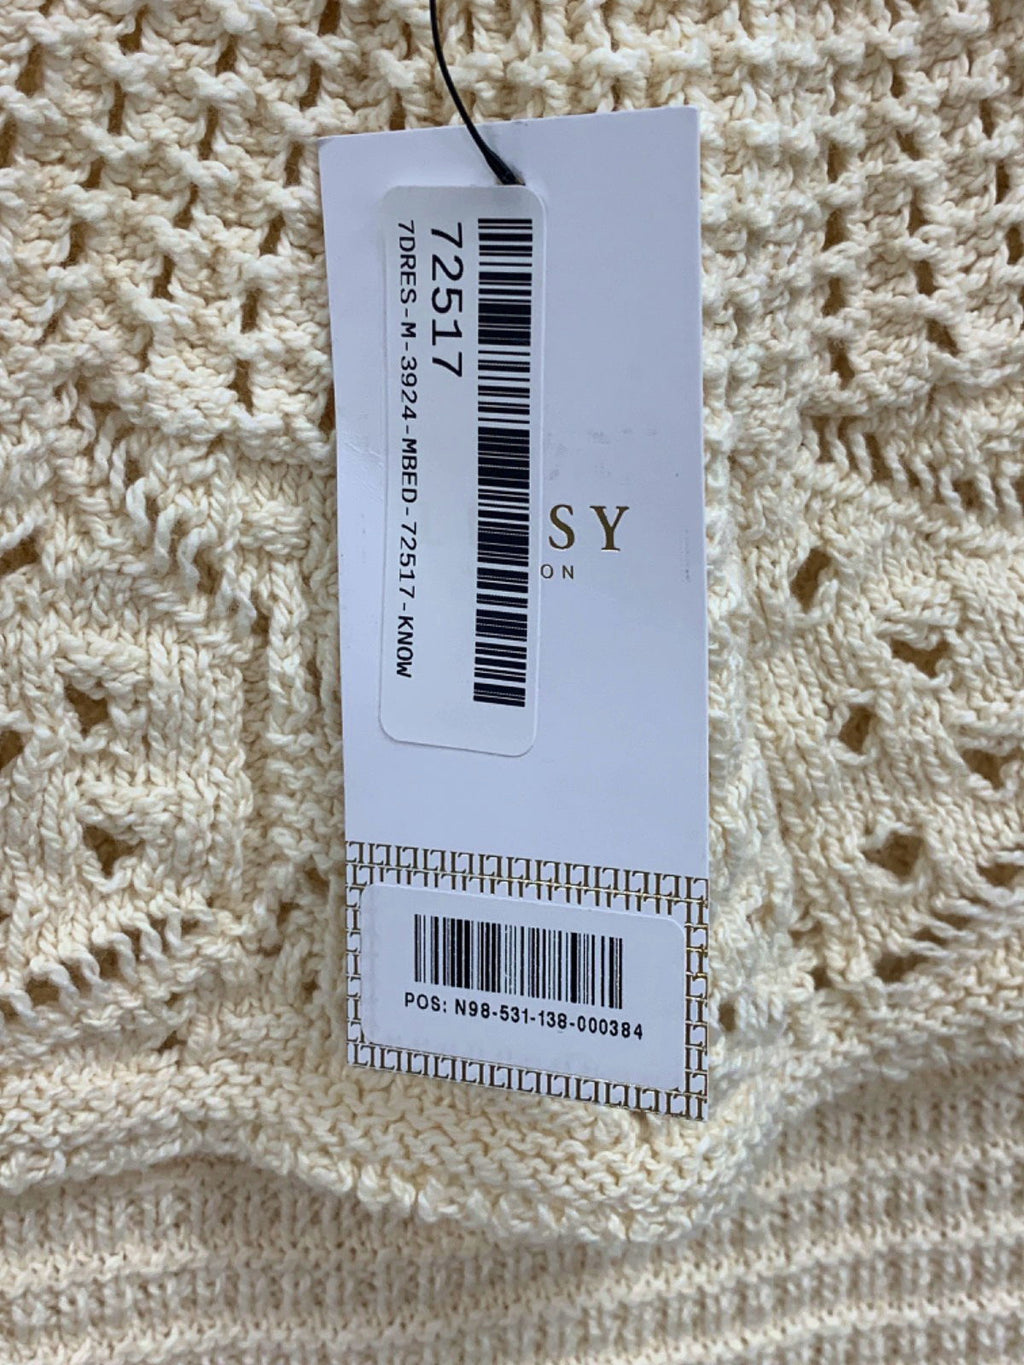 72517
7DRES-M-3924-MBED-72517-KNOW
SY
ON
POS: N98-531-138-000384